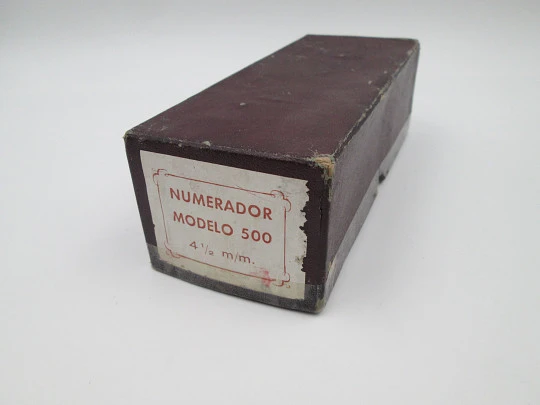 NUMERADOR
MODELO 500
4 1/2 m/m.